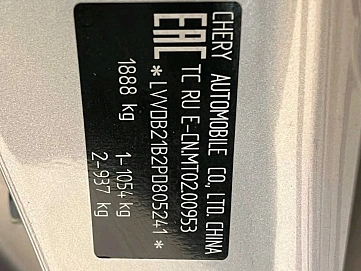 CHERY AUTOMOBILE CO., LTD. CHINA
EAC TC RU E-CN.MT02.00953
*LVVDB21B2PD805241*
1888 kg
1-1054 kg
2-937 kg